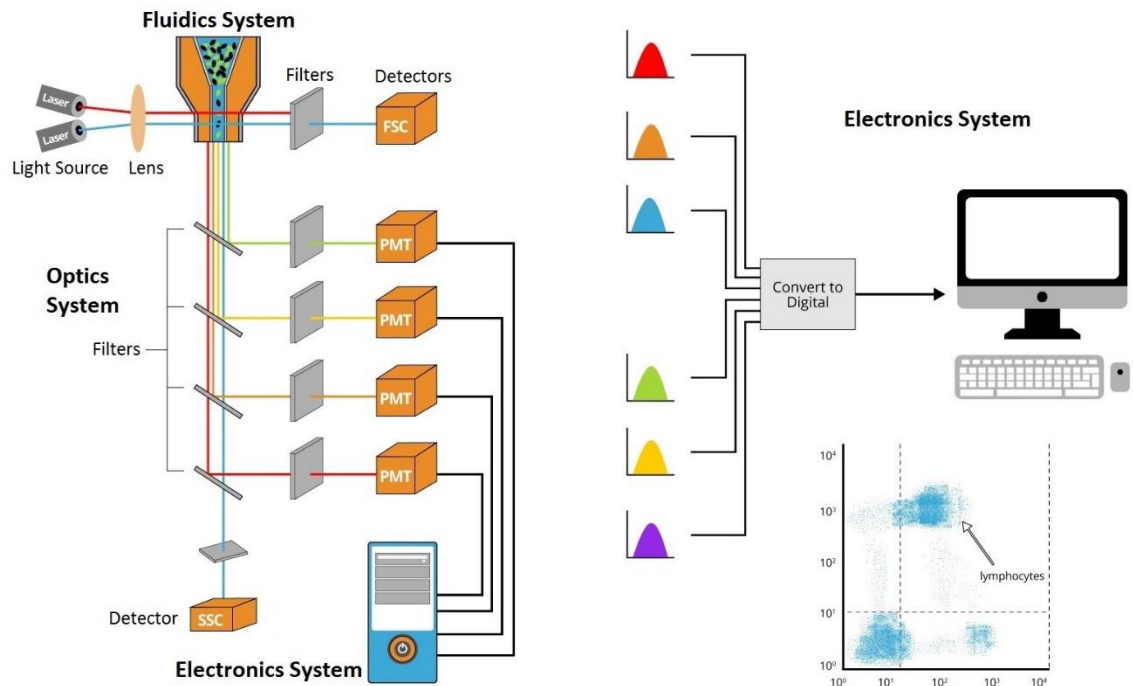 Fluidics System
Filters
Detectors
Laser
Laser
FSC
Light Source
Lens
PMT
Optics
System
PMT
Filters
PMT
PMT
Detector
SSC
Electronics System
Electronics System
Convert to
Digital
10⁴
10³
10²
10¹
10⁰
lymphocytes
10⁰
10¹
10²
10³
10⁴